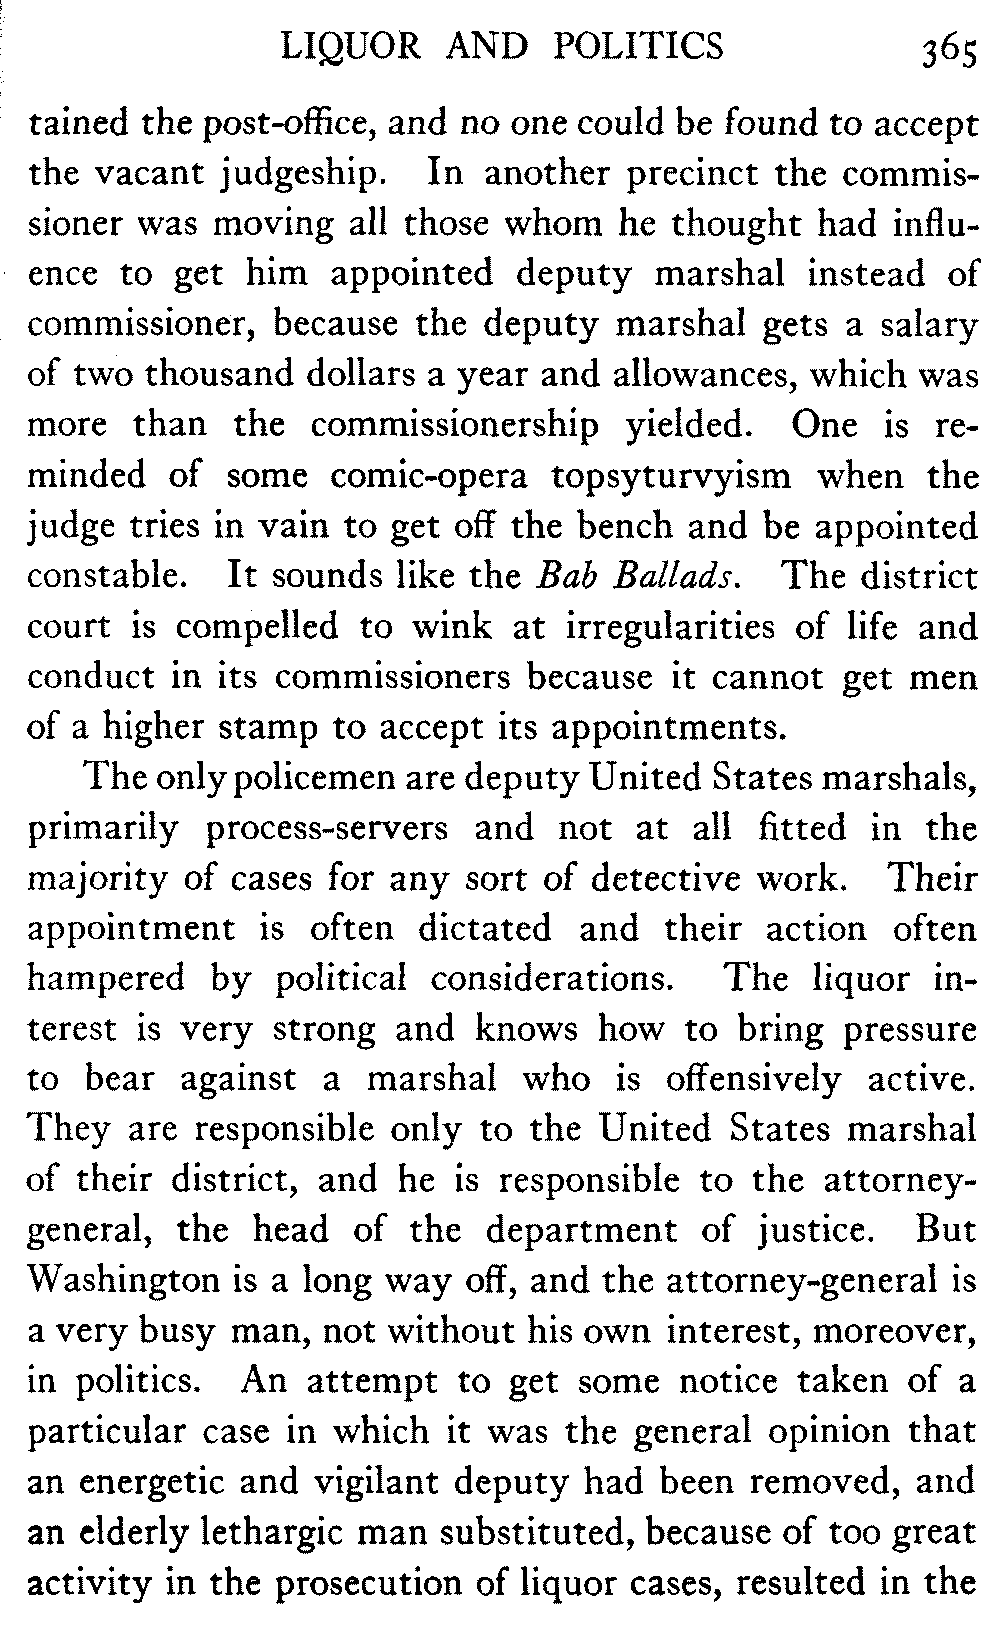 LIQUOR AND POLITICS 365
tained the post-office, and no one could be found to accept
the vacant judgeship. In another precinct the commis-
sioner was moving all those whom he thought had influ-
ence to get him appointed deputy marshal instead of
commissioner, because the deputy marshal gets a salary
of two thousand dollars a year and allowances, which was
more than the commissionership yielded. One is re-
minded of some comic-opera topsyturvyism when the
judge tries in vain to get off the bench and be appointed
constable. It sounds like the Bab Ballads. The district
court is compelled to wink at irregularities of life and
conduct in its commissioners because it cannot get men
of a higher stamp to accept its appointments.
The only policemen are deputy United States marshals,
primarily process-servers and not at all fitted in the
majority of cases for any sort of detective work. Their
appointment is often dictated and their action often
hampered by political considerations. The liquor in-
terest is very strong and knows how to bring pressure
to bear against a marshal who is offensively active.
They are responsible only to the United States marshal
of their district, and he is responsible to the attorney-
general, the head of the department of justice. But
Washington is a long way off, and the attorney-general is
a very busy man, not without his own interest, moreover,
in politics. An attempt to get some notice taken of a
particular case in which it was the general opinion that
an energetic and vigilant deputy had been removed, and
an elderly lethargic man substituted, because of too great
activity in the prosecution of liquor cases, resulted in the